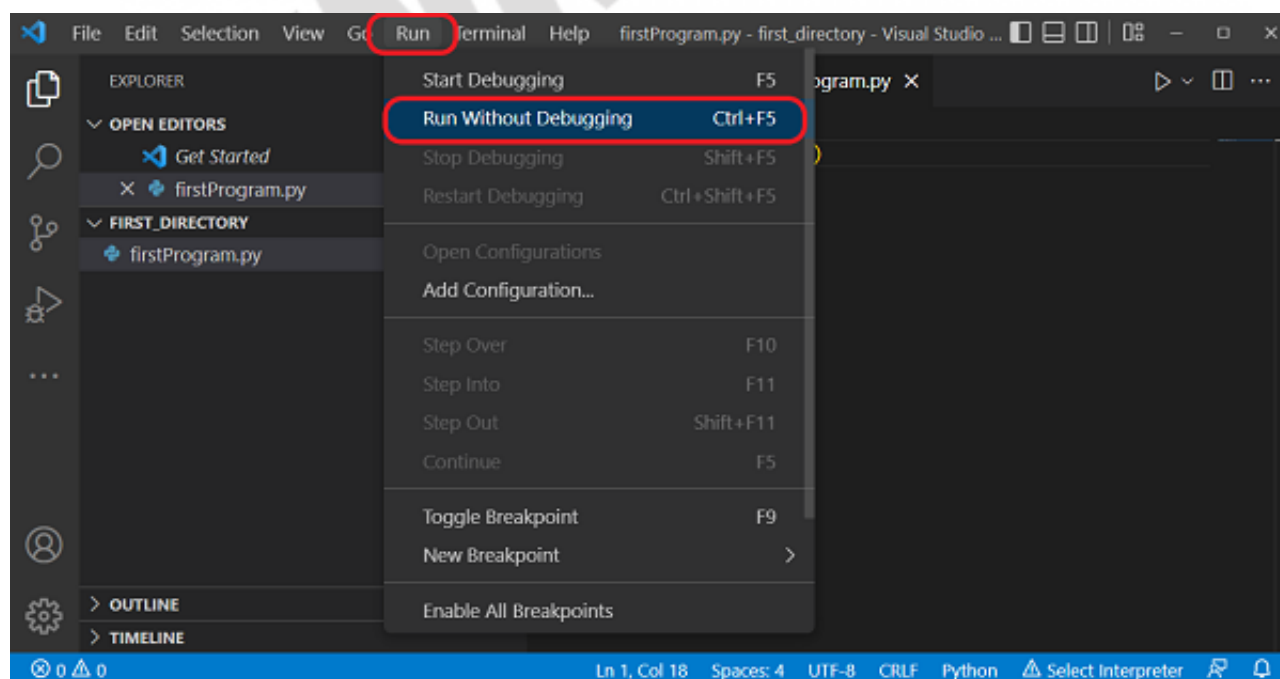 File Edit Selection View Go Run Terminal Help firstProgram.py - first_directory - Visual Studio ...
EXPLORER
OPEN EDITORS
Get Started
firstProgram.py
FIRST_DIRECTORY
firstProgram.py
OUTLINE
TIMELINE
Start Debugging F5
Run Without Debugging Ctrl+F5
Stop Debugging Shift+F5
Restart Debugging Ctrl+Shift+F5
Open Configurations
Add Configuration...
Step Over F10
Step Into F11
Step Out Shift+F11
Continue F5
Toggle Breakpoint F9
New Breakpoint >
Enable All Breakpoints
ogram.py
)
0 0 Ln 1, Col 18 Spaces: 4 UTF-8 CRLF Python Select Interpreter